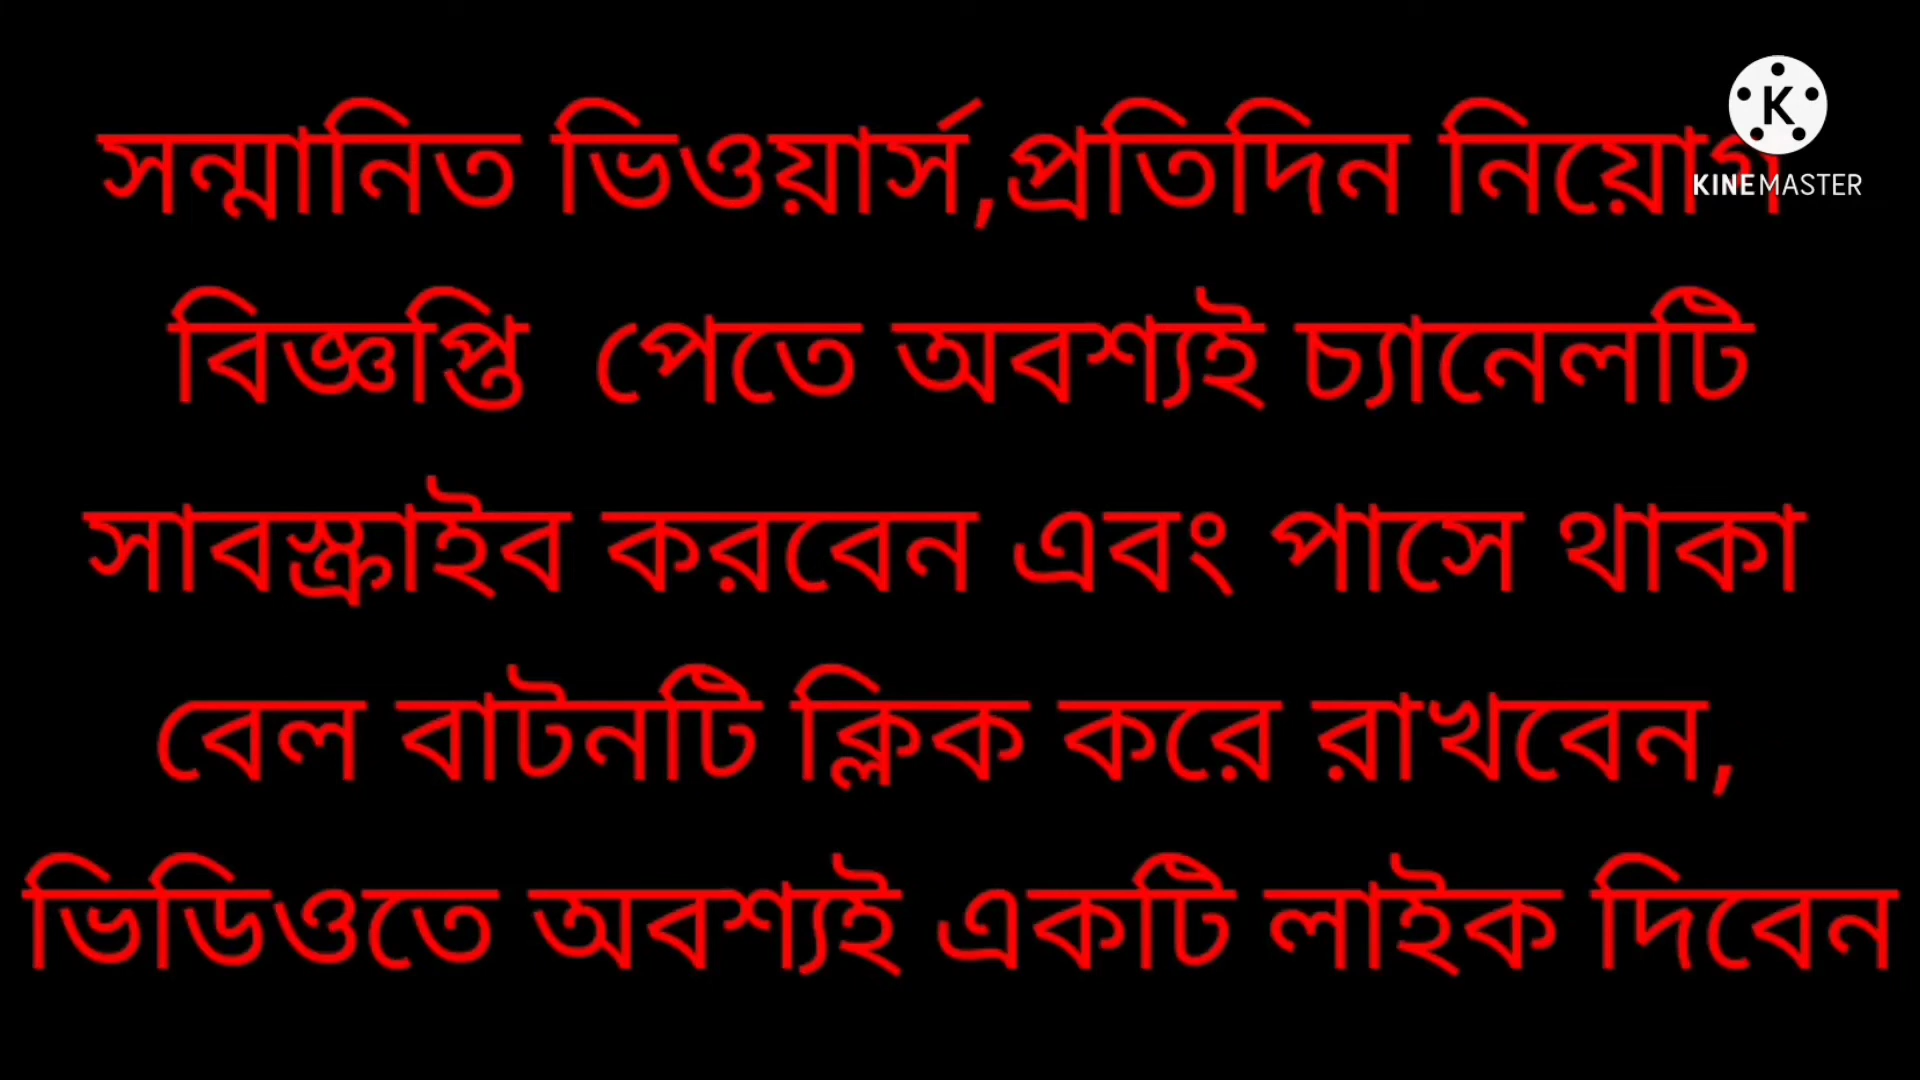 সন্মানিত ভিওয়ার্স,প্রতিদিন নিয়োগ
KINEMASTER
বিজ্ঞপ্তি পেতে অবশ্যই চ্যানেলটি
সাবস্ক্রাইব করবেন এবং পাসে থাকা
বেল বাটনটি ক্লিক করে রাখবেন,
ভিডিওতে অবশ্যই একটি লাইক দিবেন